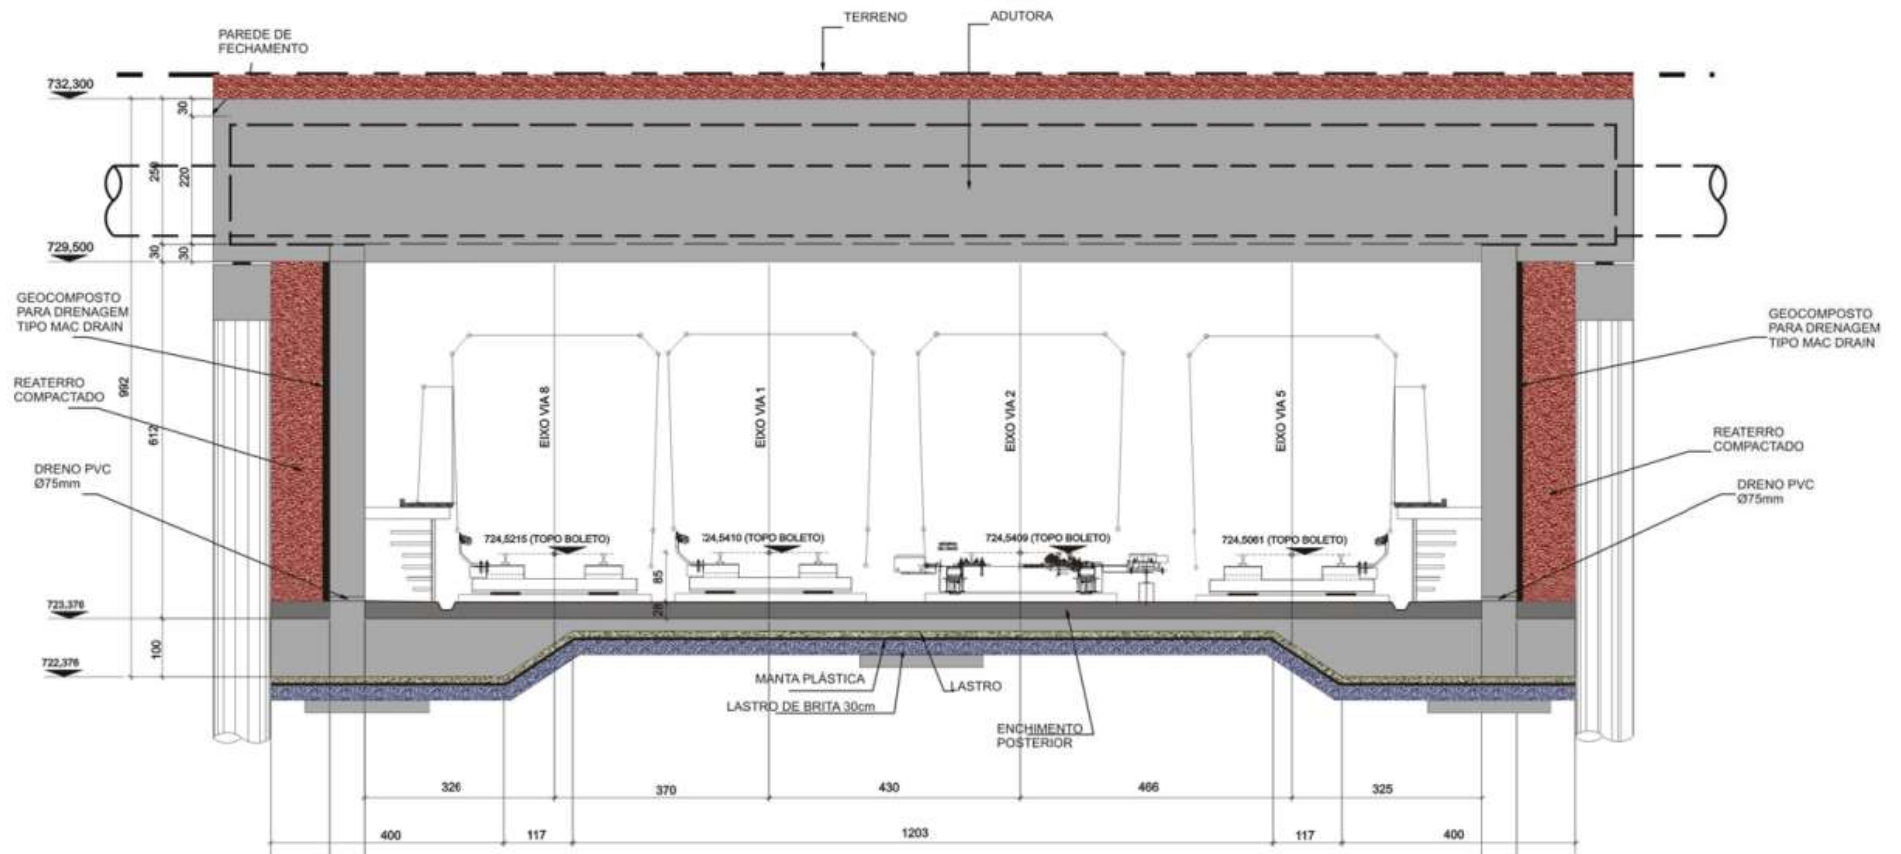 TERRENO
ADUTORA
PAREDE DE
FECHAMENTO
732,300
30
250
220
729,500
30
30
GEOCOMPOSTO
PARA DRENAGEM
TIPO MAC DRAIN
GEOCOMPOSTO
PARA DRENAGEM
TIPO MAC DRAIN
REATERRO
COMPACTADO
992
612
EIXO VIA 8
EIXO VIA 1
EIXO VIA 2
EIXO VIA 5
REATERRO
COMPACTADO
DRENO PVC
Ø75mm
DRENO PVC
Ø75mm
724,5215 (TOPO BOLETO)
724,5410 (TOPO BOLETO)
724,5409 (TOPO BOLETO)
724,5061 (TOPO BOLETO)
85
28
723,376
100
722,376
MANTA PLÁSTICA
LASTRO
LASTRO DE BRITA 30cm
ENCHIMENTO
POSTERIOR
326
370
430
466
325
400
117
1203
117
400